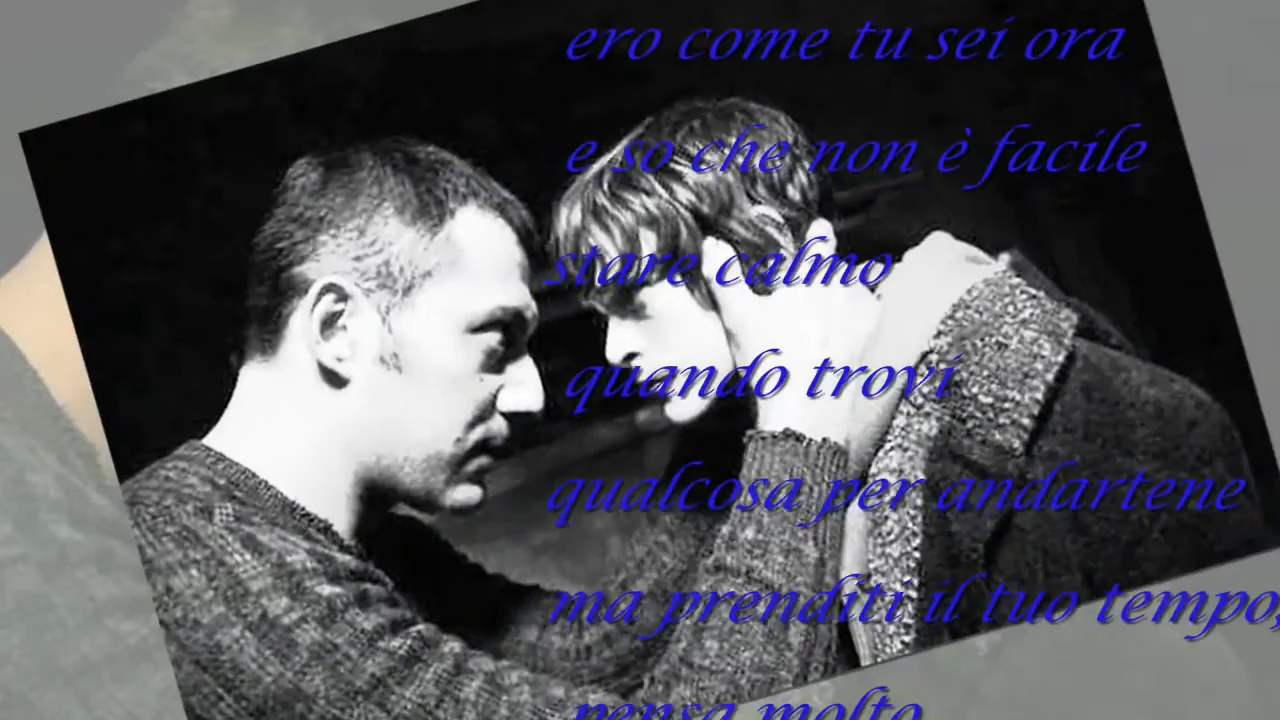 ero come tu sei ora
e so che non è facile
stare calmo
quando trovi
qualcosa per andartene
ma prenditi il tuo tempo,
pensa molto